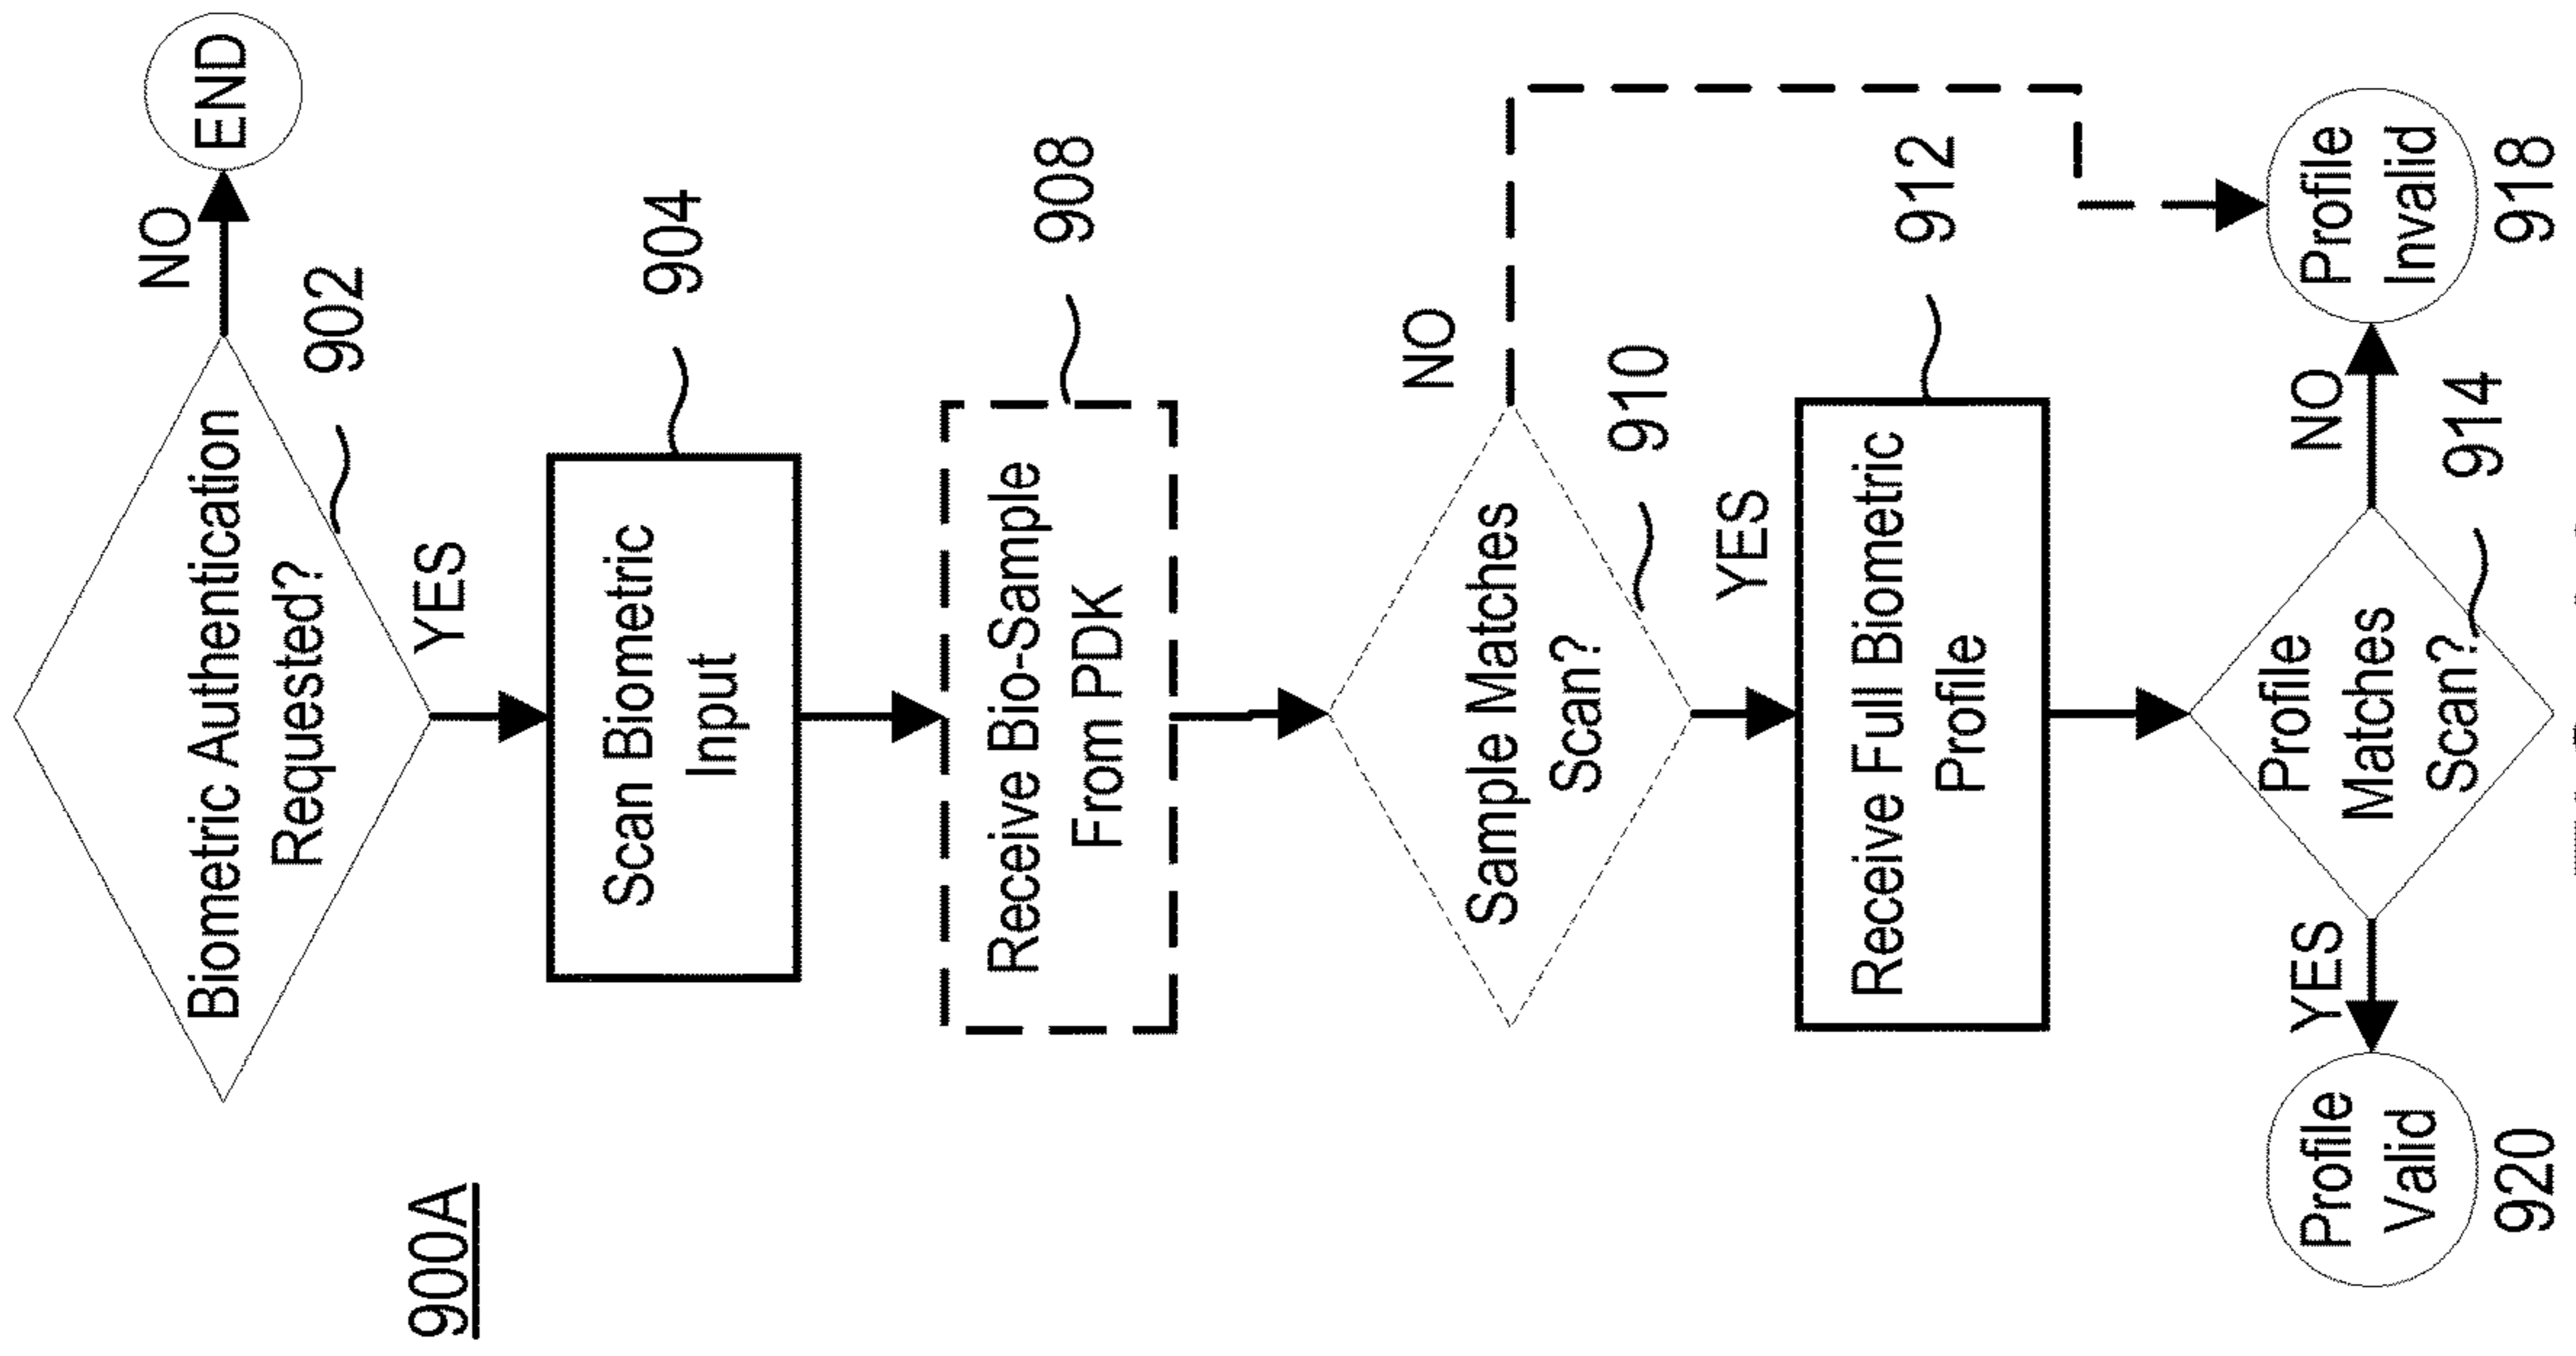 900A
Biometric Authentication
Requested?
902
NO
END
YES
Scan Biometric
Input
904
Receive Bio-Sample
From PDK
908
Sample Matches
Scan?
910
NO
YES
Receive Full Biometric
Profile
912
Profile
Matches
Scan?
914
YES
NO
Profile
Valid
920
Profile
Invalid
918